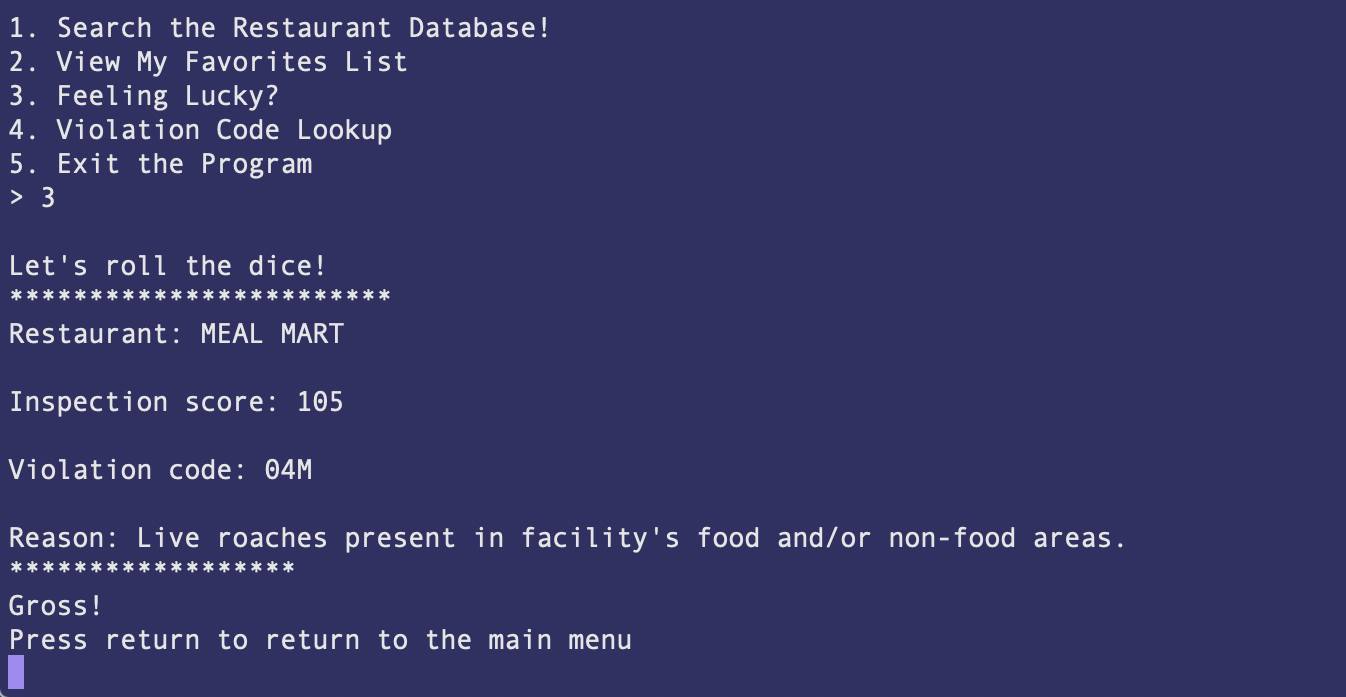 1. Search the Restaurant Database!
2. View My Favorites List
3. Feeling Lucky?
4. Violation Code Lookup
5. Exit the Program
> 3
Let's roll the dice!
************************
Restaurant: MEAL MART
Inspection score: 105
Violation code: 04M
Reason: Live roaches present in facility's food and/or non-food areas.
******************
Gross!
Press return to return to the main menu